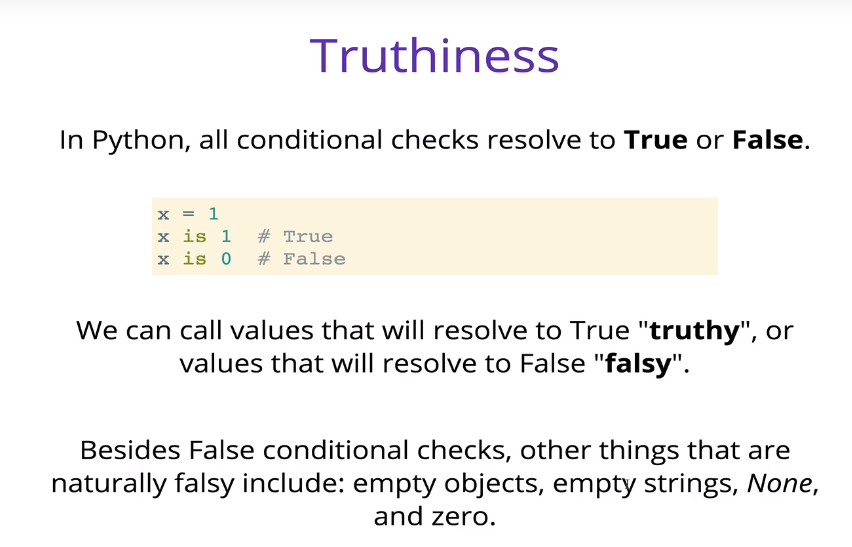 Truthiness
In Python, all conditional checks resolve to True or False.
x = 1
x is 1  # True
x is 0  # False
We can call values that will resolve to True "truthy", or
values that will resolve to False "falsy".
Besides False conditional checks, other things that are
naturally falsy include: empty objects, empty strings, None,
and zero.